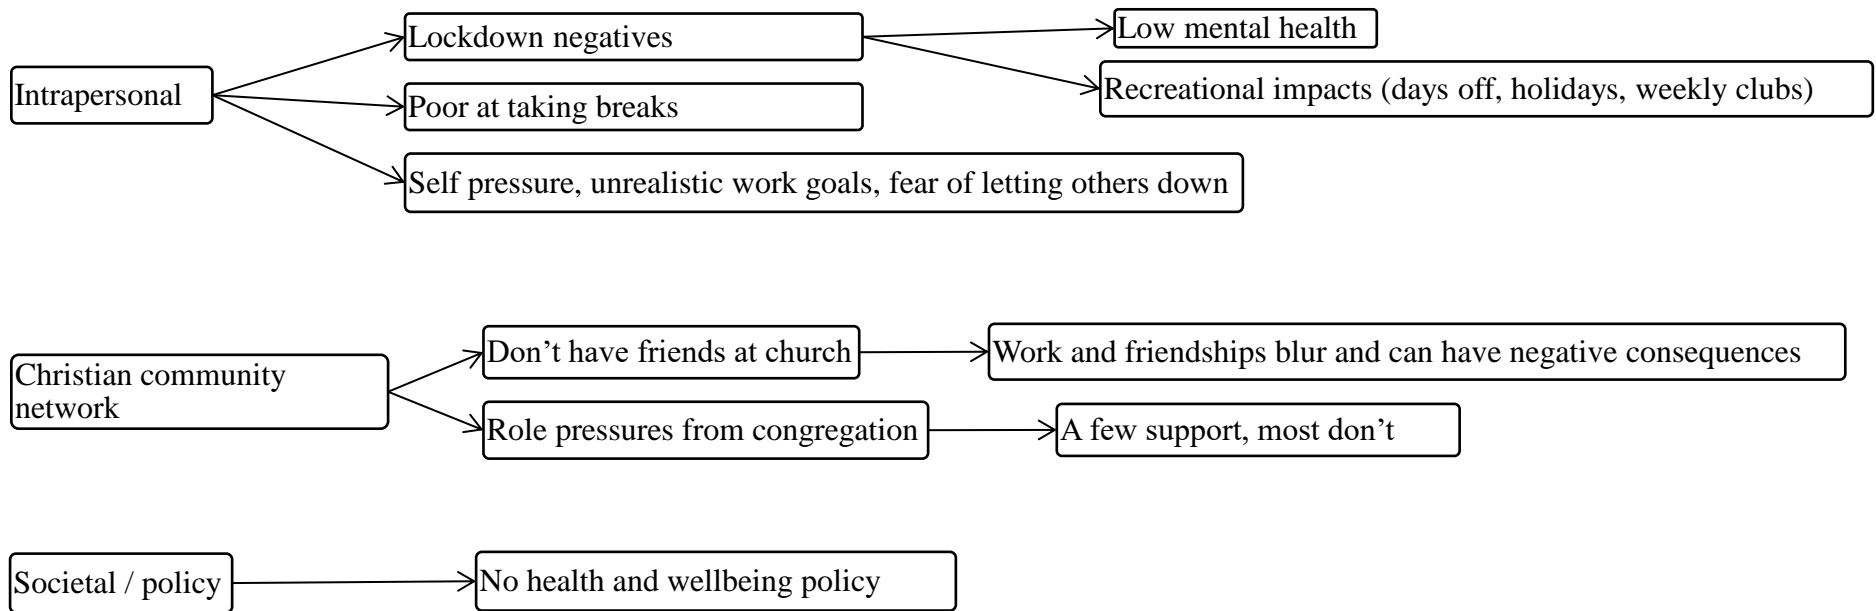 Intrapersonal
Lockdown negatives
Low mental health
Recreational impacts (days off, holidays, weekly clubs)
Poor at taking breaks
Self pressure, unrealistic work goals, fear of letting others down
Christian community
network
Don’t have friends at church
Work and friendships blur and can have negative consequences
Role pressures from congregation
A few support, most don’t
Societal / policy
No health and wellbeing policy